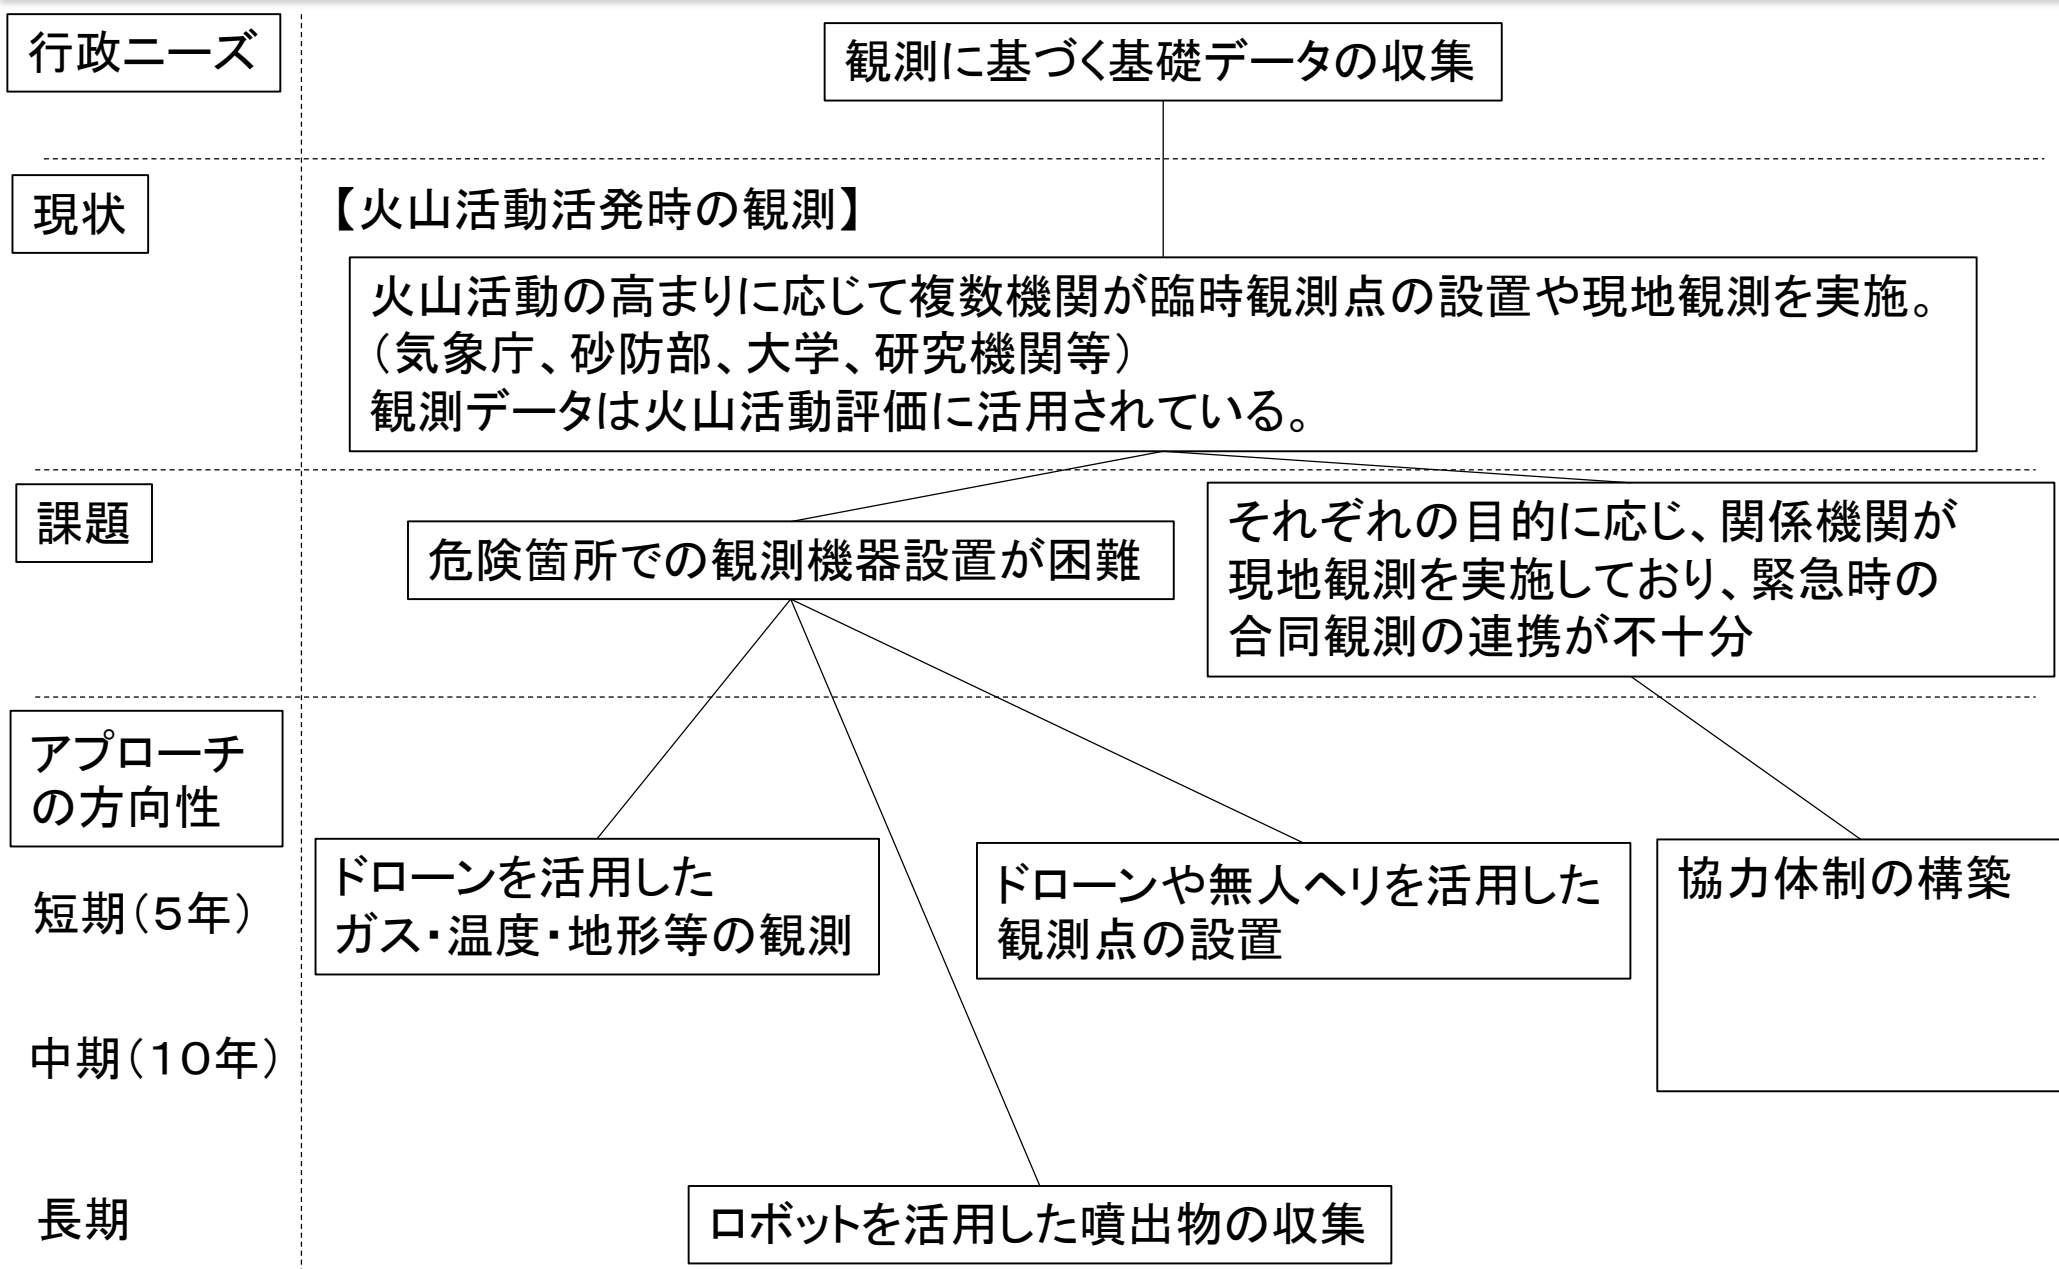 行政ニーズ
観測に基づく基礎データの収集
現状
【火山活動活発時の観測】
火山活動の高まりに応じて複数機関が臨時観測点の設置や現地観測を実施。
（気象庁、砂防部、大学、研究機関等）
観測データは火山活動評価に活用されている。
課題
危険箇所での観測機器設置が困難
それぞれの目的に応じ、関係機関が
現地観測を実施しており、緊急時の
合同観測の連携が不十分
アプローチ
の方向性
短期（５年）
ドローンを活用した
ガス・温度・地形等の観測
ドローンや無人ヘリを活用した
観測点の設置
協力体制の構築
中期（１０年）
長期
ロボットを活用した噴出物の収集